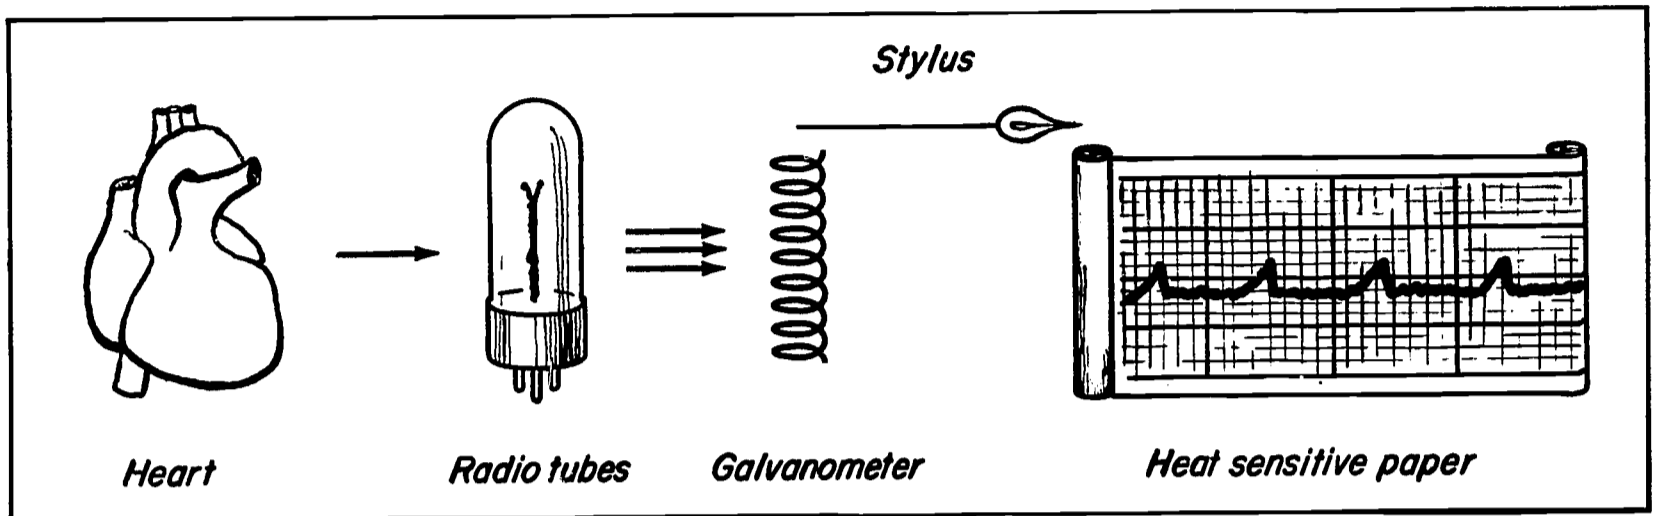 Stylus
Heart
Radio tubes
Galvanometer
Heat sensitive paper